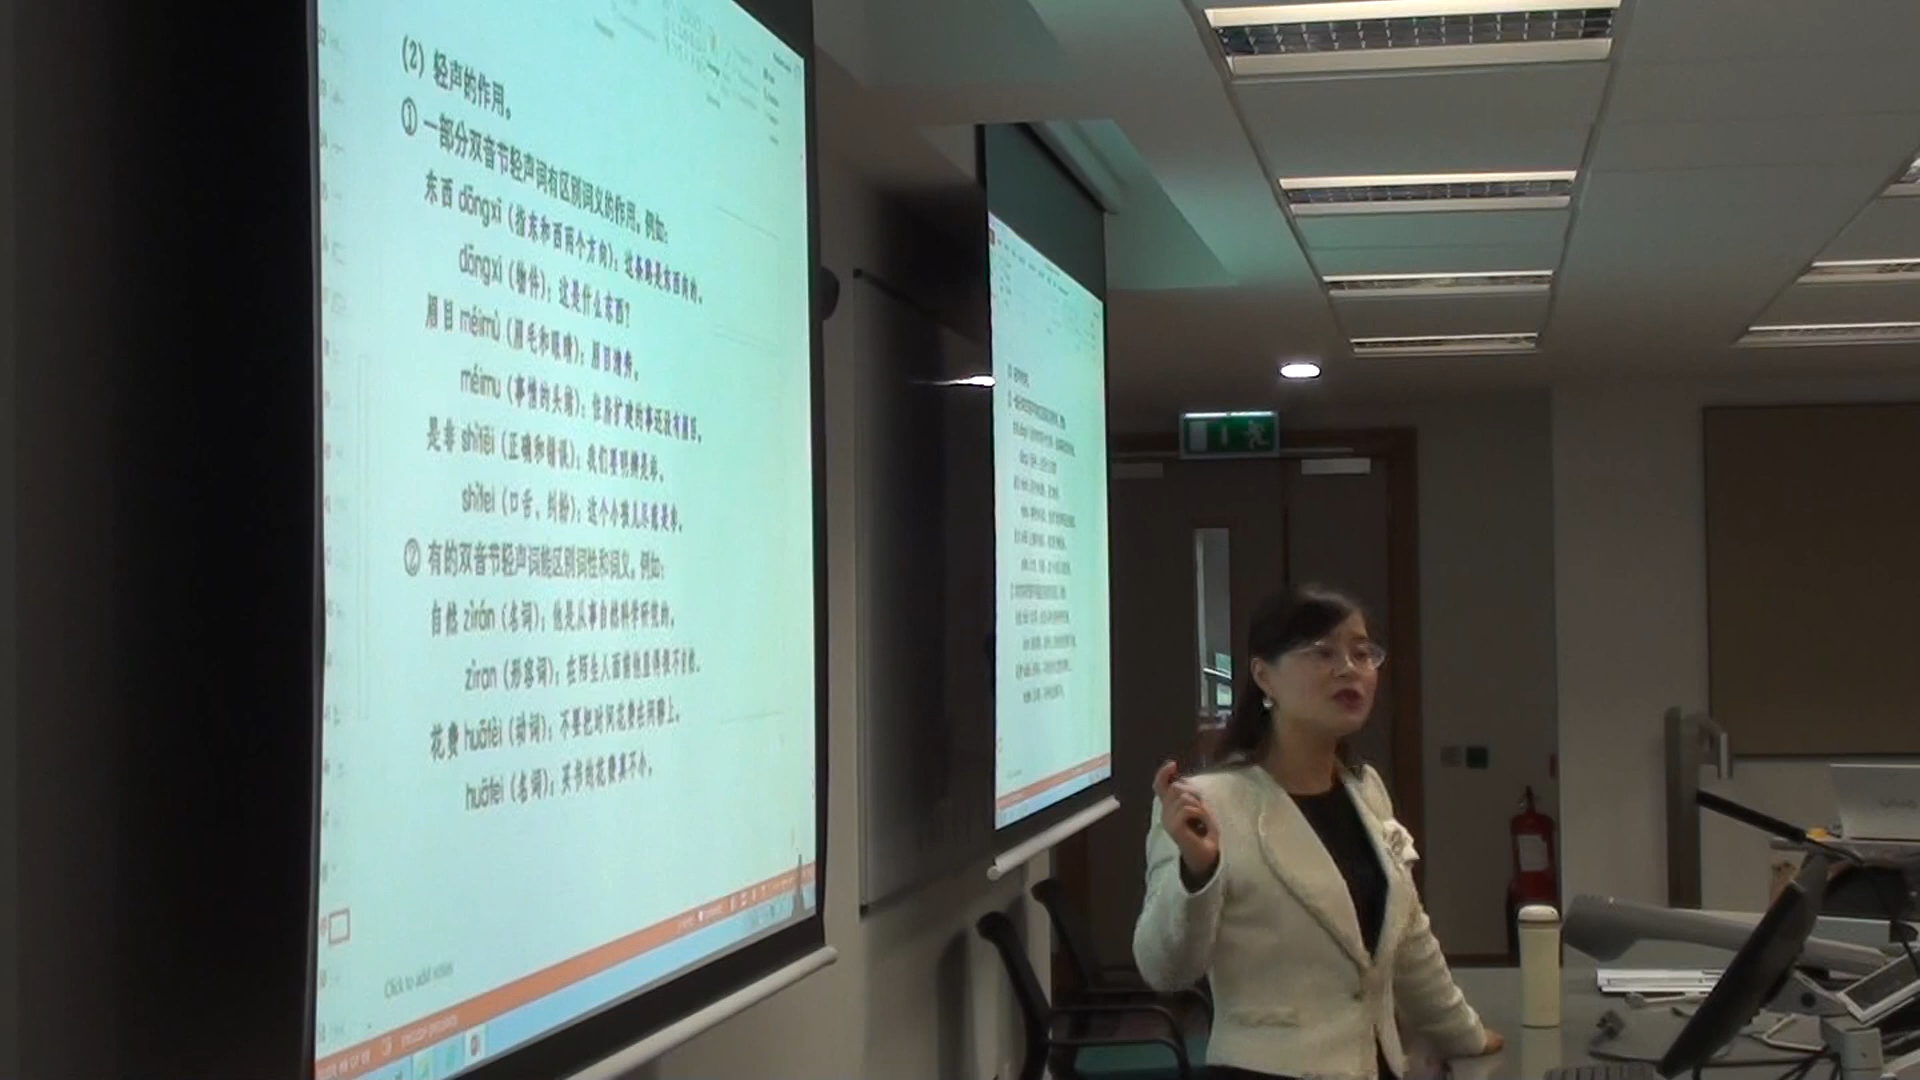 (2) 轻声的作用。
① 一部分双音节轻声词有区别词义的作用。例如：
东西 dōngxī（指东和西两个方向）：这条路是东西向的。
dōngxi（物件）：这是什么东西？
眉目 méimù（眉毛和眼睛）：眉目清秀。
méimu（事情的头绪）：住房扩建的事还没有眉目。
是非 shìfēi（正确和错误）：我们要明辨是非。
shìfei（口舌、纠纷）：这个小孩儿尽惹是非。
② 有的双音节轻声词能区别词性和词义。例如：
自然 zìrán（名词）：他是从事自然科学研究的。
zìran（形容词）：在陌生人面前他显得很不自然。
花费 huāfèi（动词）：不要把时间花费在闲聊上。
huāfei（名词）：买书的花费真不小。
Click to add notes